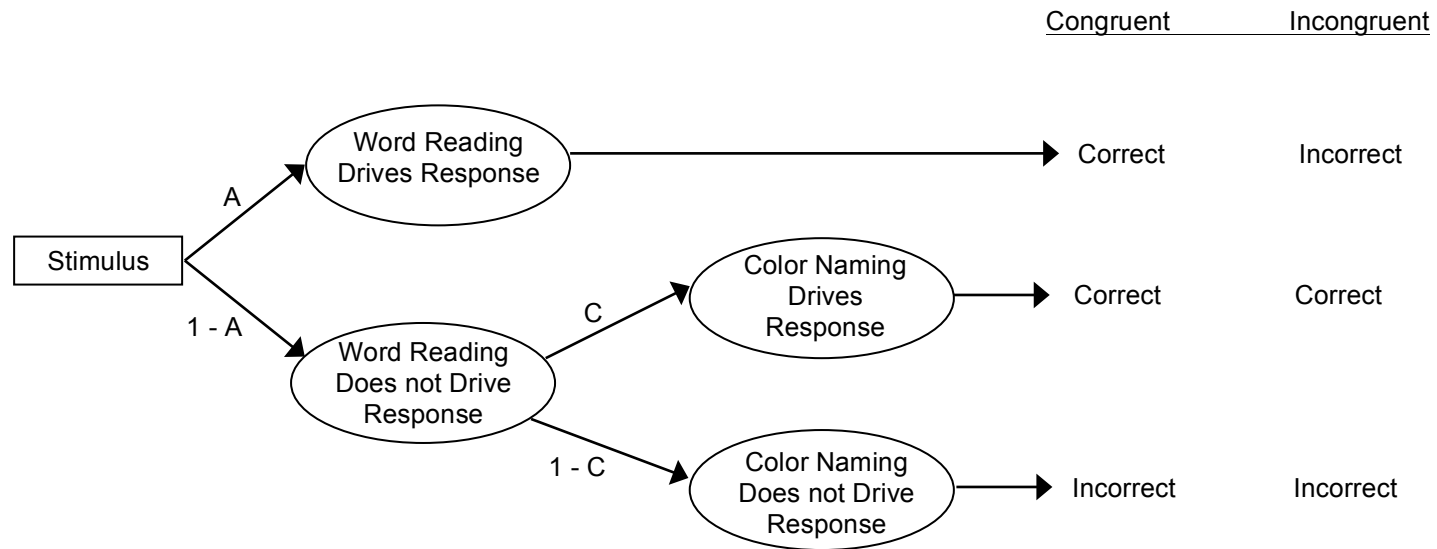 Congruent Incongruent
Word Reading
Drives Response
Correct Incorrect
A
Stimulus
1 - A
Word Reading
Does not Drive
Response
C
Color Naming
Drives
Response
Correct Correct
1 - C
Color Naming
Does not Drive
Response
Incorrect Incorrect